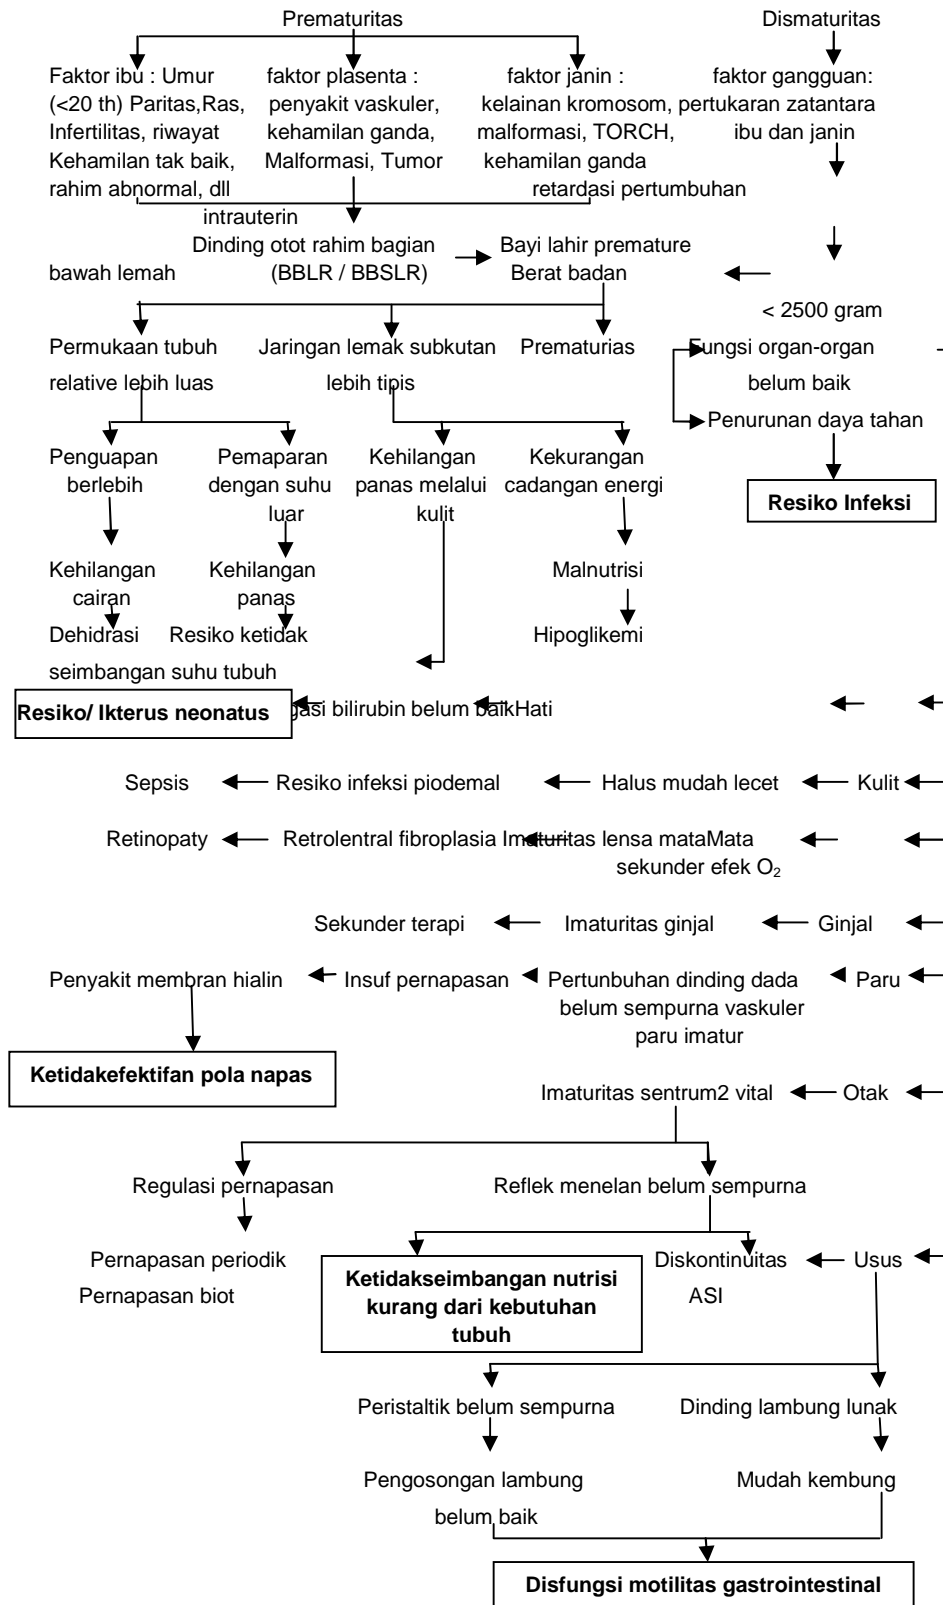 Prematuritas Dismaturitas
Faktor ibu : Umur faktor plasenta : faktor janin : faktor gangguan:
(<20 th) Paritas,Ras, penyakit vaskuler, kelainan kromosom, pertukaran zatantara
Infertilitas, riwayat kehamilan ganda, malformasi, TORCH, ibu dan janin
Kehamilan tak baik, Malformasi, Tumor kehamilan ganda
rahim abnormal, dll retardasi pertumbuhan
intrauterin
Dinding otot rahim bagian Bayi lahir premature
bawah lemah (BBLR / BBSLR) Berat badan
< 2500 gram
Permukaan tubuh Jaringan lemak subkutan Prematurias Fungsi organ-organ
relative lebih luas lebih tipis belum baik
Penurunan daya tahan
Penguapan Pemaparan Kehilangan Kekurangan
berlebih dengan suhu panas melalui cadangan energi
luar kulit
Resiko Infeksi
Kehilangan Kehilangan Malnutrisi
cairan panas
Dehidrasi Resiko ketidak Hipoglikemi
seimbangan suhu tubuh
Resiko/ Ikterus neonatus gasi bilirubin belum baikHati
Sepsis Resiko infeksi piodemal Halus mudah lecet Kulit
Retinopaty Retrolentral fibroplasia Imaturitas lensa mataMata
sekunder efek O₂
Sekunder terapi Imaturitas ginjal Ginjal
Penyakit membran hialin Insuf pernapasan Pertunbuhan dinding dada Paru
belum sempurna vaskuler
paru imatur
Ketidakefektifan pola napas
Imaturitas sentrum2 vital Otak
Regulasi pernapasan Reflek menelan belum sempurna
Pernapasan periodik Diskontinuitas Usus
Pernapasan biot ASI
Ketidakseimbangan nutrisi
kurang dari kebutuhan
tubuh
Peristaltik belum sempurna Dinding lambung lunak
Pengosongan lambung Mudah kembung
belum baik
Disfungsi motilitas gastrointestinal